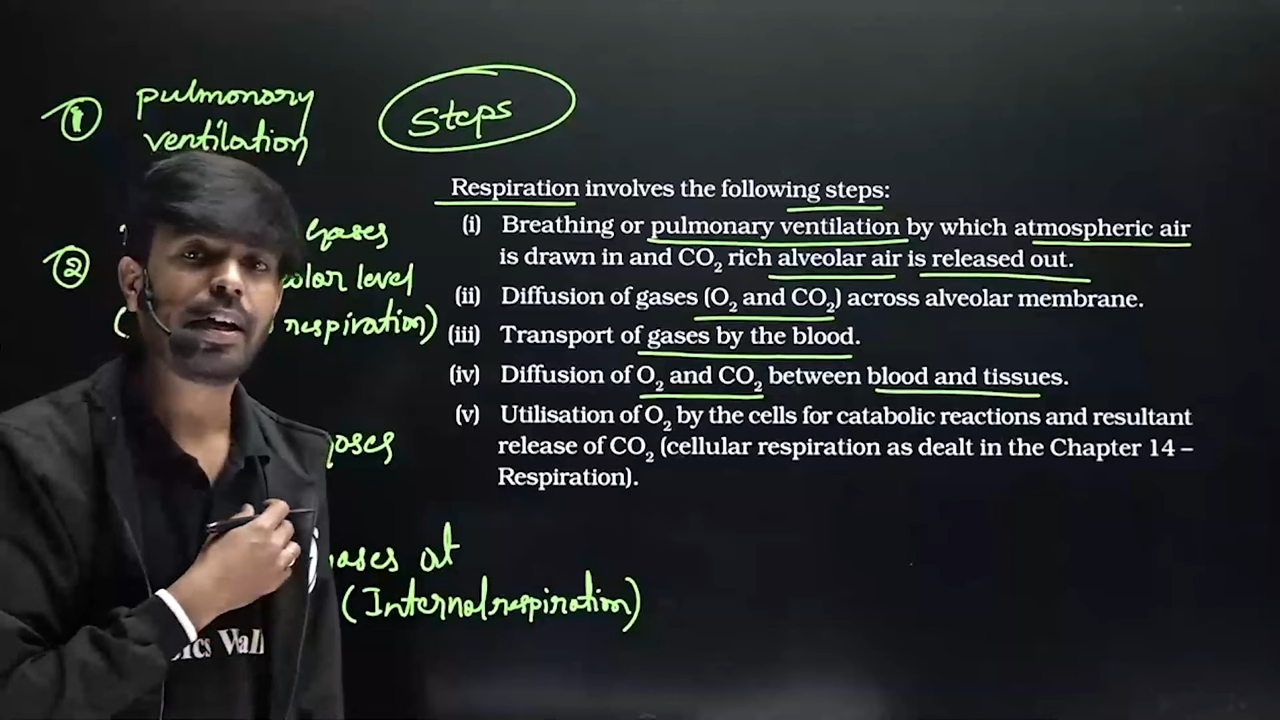 ① pulmonary
ventilation
Steps
② gases
level
( respiration)
gases
at
(Internal respiration)
Respiration involves the following steps:
(i) Breathing or pulmonary ventilation by which atmospheric air
is drawn in and CO₂ rich alveolar air is released out.
(ii) Diffusion of gases (O₂ and CO₂) across alveolar membrane.
(iii) Transport of gases by the blood.
(iv) Diffusion of O₂ and CO₂ between blood and tissues.
(v) Utilisation of O₂ by the cells for catabolic reactions and resultant
release of CO₂ (cellular respiration as dealt in the Chapter 14 –
Respiration).